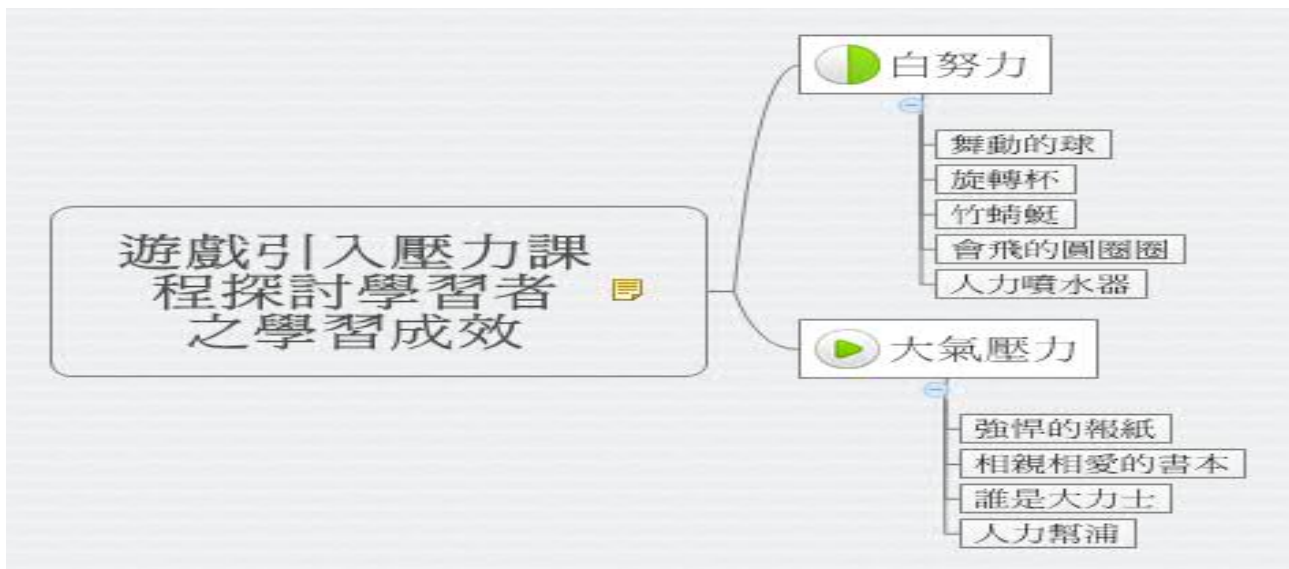 遊戲引入壓力課
程探討學習者
之學習成效
白努力
舞動的球
旋轉杯
竹蜻蜓
會飛的圓圈圈
人力噴水器
大氣壓力
強悍的報紙
相親相愛的書本
誰是大力士
人力幫浦